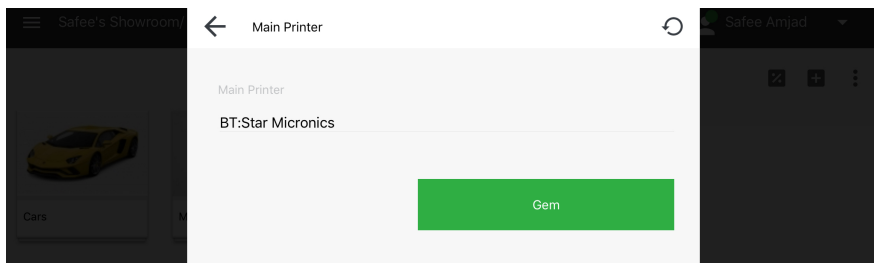 Safee's Showroom/
Main Printer
Safee Amjad
Main Printer
BT:Star Micronics
Gem
Cars
M